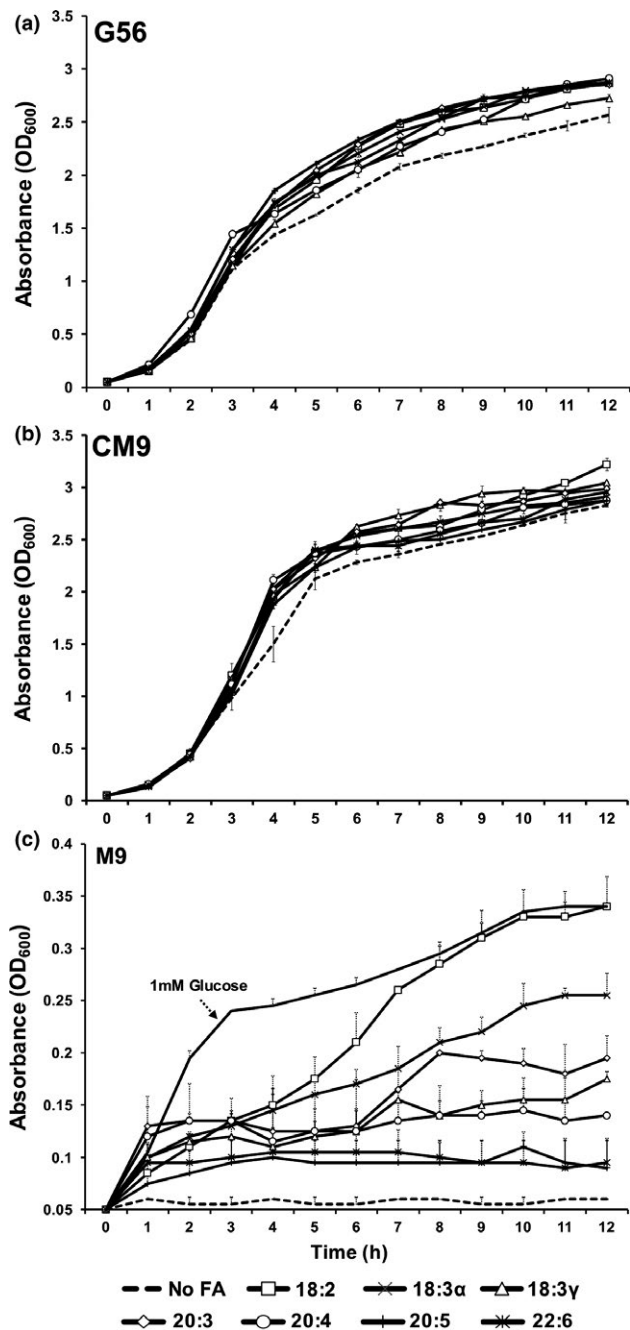 (a) G56
Absorbance (OD600)
3.5
3
2.5
2
1.5
1
0.5
0
0 1 2 3 4 5 6 7 8 9 10 11 12
(b) CM9
Absorbance (OD600)
3.5
3
2.5
2
1.5
1
0.5
0
0 1 2 3 4 5 6 7 8 9 10 11 12
(c) M9
Absorbance (OD600)
0.4
0.35
0.3
0.25
0.2
0.15
0.1
0.05
1mM Glucose
0 1 2 3 4 5 6 7 8 9 10 11 12
Time (h)
No FA 18:2 18:3α 18:3γ
20:3 20:4 20:5 22:6